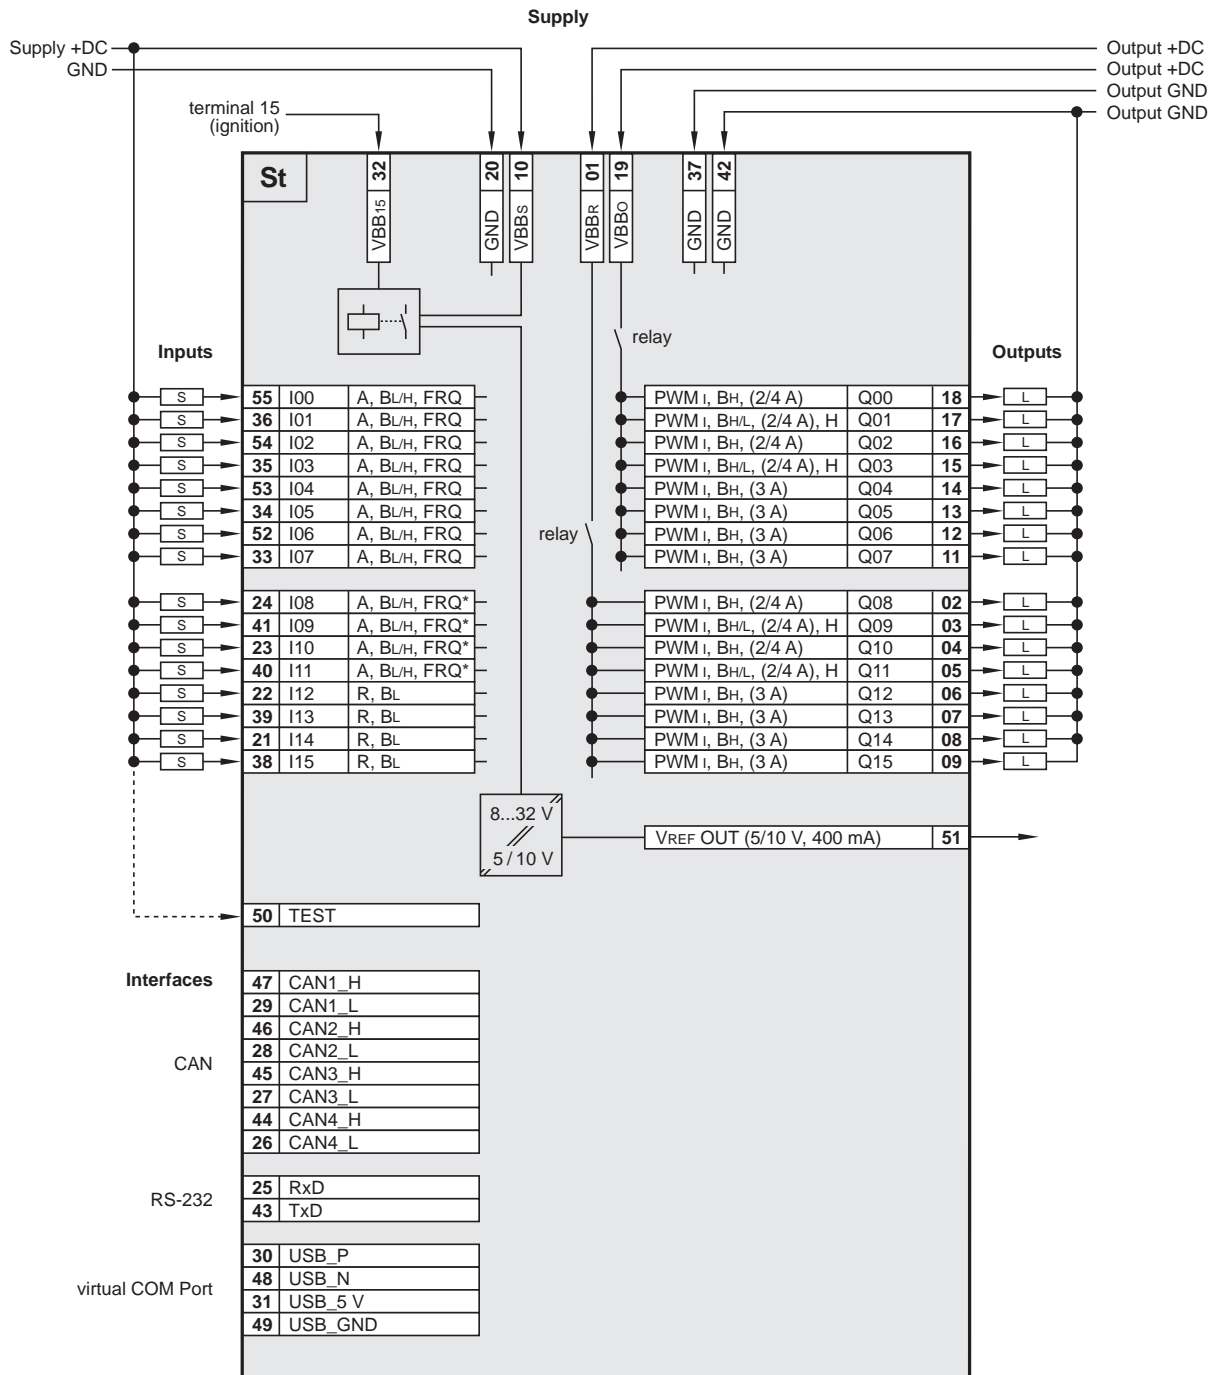 Supply
Supply +DC
Output +DC
GND
Output +DC
Output GND
terminal 15
(ignition)
Output GND
St
32
20
10
01
19
37
42
VBB15
GND
VBBS
VBBR
VBBO
GND
GND
relay
Inputs
Outputs
S 55 I00 A, BL/H, FRQ PWM I, BH, (2/4 A) Q00 18 L
S 36 I01 A, BL/H, FRQ PWM I, BH/L, (2/4 A), H Q01 17 L
S 54 I02 A, BL/H, FRQ PWM I, BH, (2/4 A) Q02 16 L
S 35 I03 A, BL/H, FRQ PWM I, BH/L, (2/4 A), H Q03 15 L
S 53 I04 A, BL/H, FRQ PWM I, BH, (3 A) Q04 14 L
S 34 I05 A, BL/H, FRQ PWM I, BH, (3 A) Q05 13 L
S 52 I06 A, BL/H, FRQ relay PWM I, BH, (3 A) Q06 12 L
S 33 I07 A, BL/H, FRQ PWM I, BH, (3 A) Q07 11 L
S 24 I08 A, BL/H, FRQ* PWM I, BH, (2/4 A) Q08 02 L
S 41 I09 A, BL/H, FRQ* PWM I, BH/L, (2/4 A), H Q09 03 L
S 23 I10 A, BL/H, FRQ* PWM I, BH, (2/4 A) Q10 04 L
S 40 I11 A, BL/H, FRQ* PWM I, BH/L, (2/4 A), H Q11 05 L
S 22 I12 R, BL PWM I, BH, (3 A) Q12 06 L
S 39 I13 R, BL PWM I, BH, (3 A) Q13 07 L
S 21 I14 R, BL PWM I, BH, (3 A) Q14 08 L
S 38 I15 R, BL PWM I, BH, (3 A) Q15 09 L
8...32 V
5/10 V
VREF OUT (5/10 V, 400 mA) 51
50 TEST
Interfaces
47 CAN1_H
29 CAN1_L
46 CAN2_H
CAN
28 CAN2_L
45 CAN3_H
27 CAN3_L
44 CAN4_H
26 CAN4_L
RS-232
25 RxD
43 TxD
virtual COM Port
30 USB_P
48 USB_N
31 USB_5 V
49 USB_GND